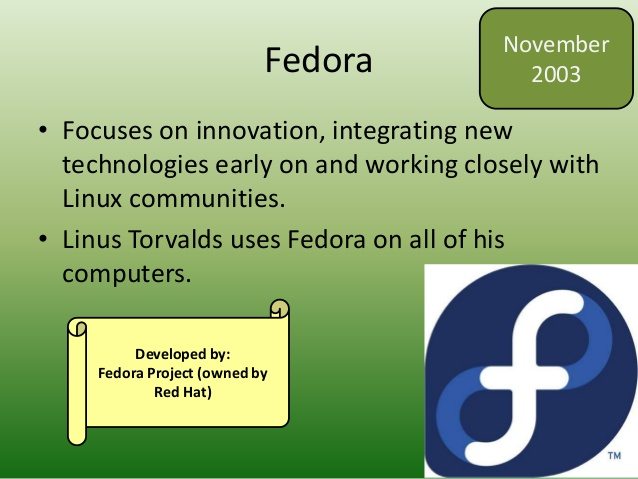 Fedora
November
2003
• Focuses on innovation, integrating new
technologies early on and working closely with
Linux communities.
• Linus Torvalds uses Fedora on all of his
computers.
Developed by:
Fedora Project (owned by
Red Hat)
TM